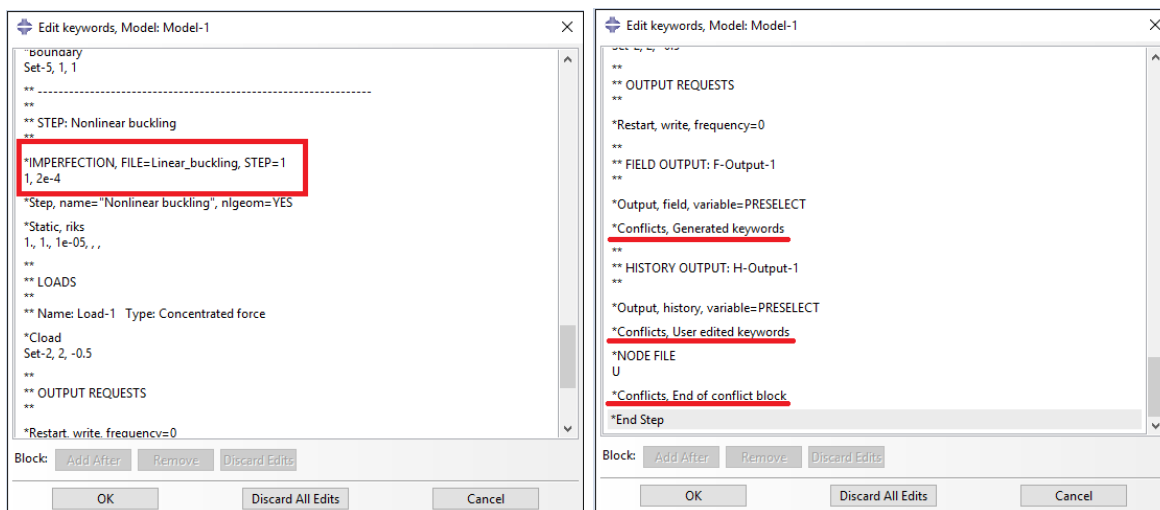 Edit keywords, Model: Model-1
*Boundary
Set-5, 1, 1
** ----------------------------------------------------------------
**
** STEP: Nonlinear buckling
**
*IMPERFECTION, FILE=Linear_buckling, STEP=1
1, 2e-4
*Step, name="Nonlinear buckling", nlgeom=YES
*Static, riks
1., 1., 1e-05, , ,
**
** LOADS
**
** Name: Load-1 Type: Concentrated force
*Cload
Set-2, 2, -0.5
**
** OUTPUT REQUESTS
**
*Restart, write, frequency=0
Block: Add After Remove Discard Edits
OK Discard All Edits Cancel
Edit keywords, Model: Model-1
Set-2, 2, -0.5
**
** OUTPUT REQUESTS
**
*Restart, write, frequency=0
**
** FIELD OUTPUT: F-Output-1
**
*Output, field, variable=PRESELECT
*Conflicts, Generated keywords
**
** HISTORY OUTPUT: H-Output-1
**
*Output, history, variable=PRESELECT
*Conflicts, User edited keywords
*NODE FILE
U
*Conflicts, End of conflict block
*End Step
Block: Add After Remove Discard Edits
OK Discard All Edits Cancel